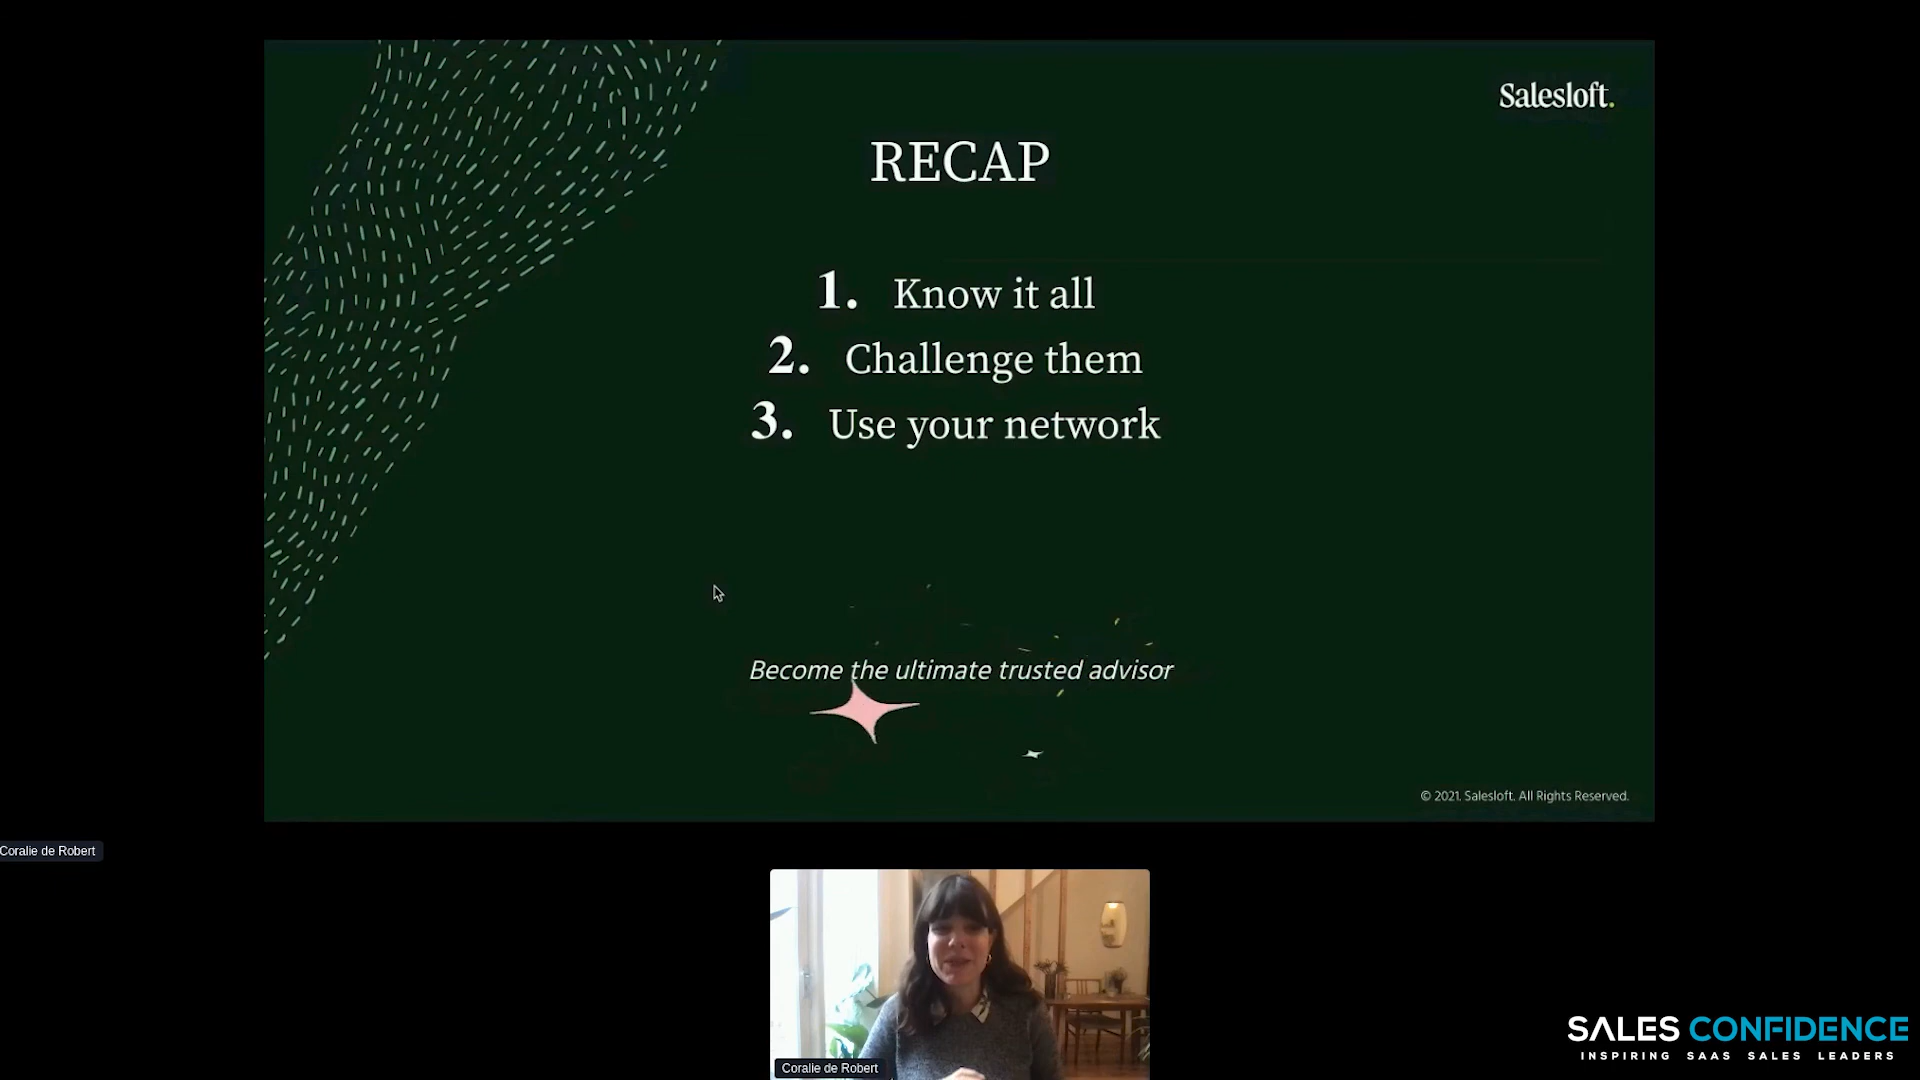 Salesloft.
RECAP
1. Know it all
2. Challenge them
3. Use your network
Become the ultimate trusted advisor
© 2021. Salesloft. All Rights Reserved.
Coralie de Robert
Coralie de Robert
SALES CONFIDENCE
INSPIRING SAAS SALES LEADERS